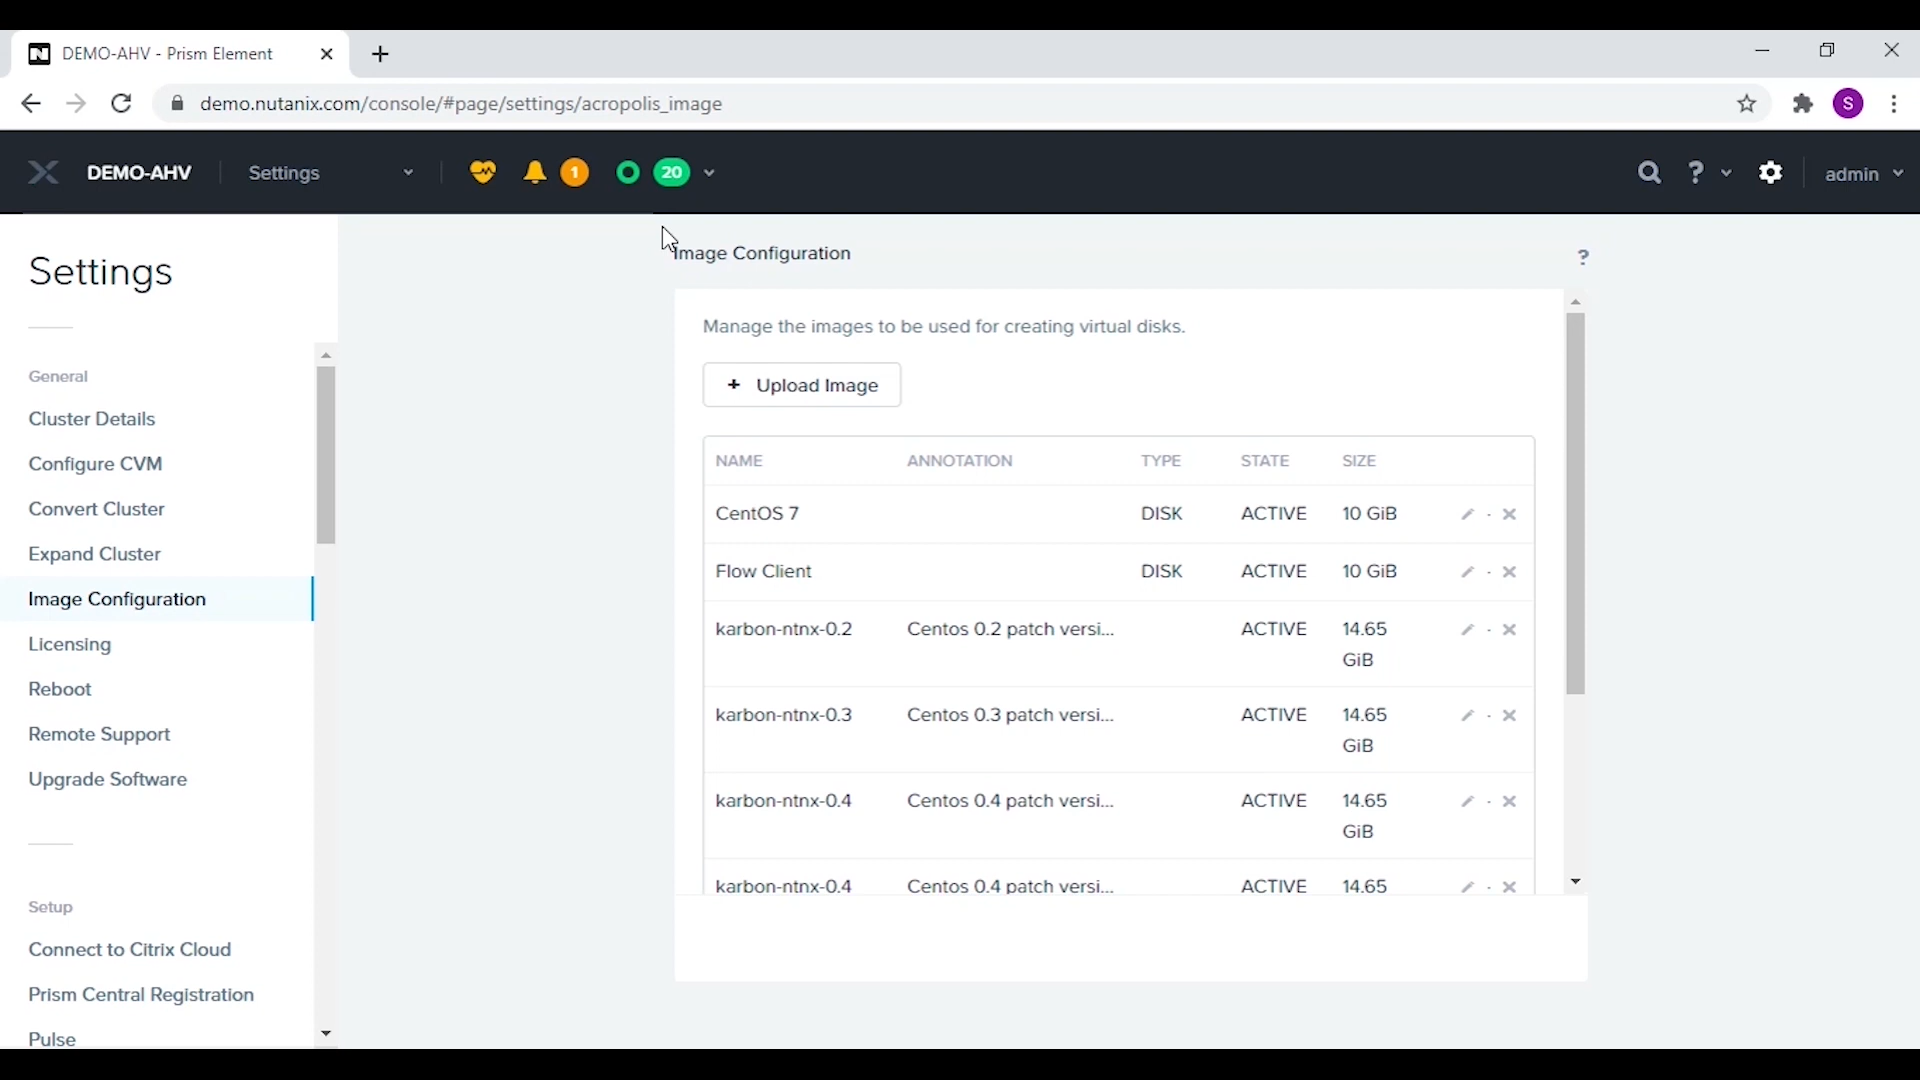 DEMO-AHV - Prism Element
demo.nutanix.com/console/#page/settings/acropolis_image
S
DEMO-AHV
Settings
1
20
?
admin
Settings
General
Cluster Details
Configure CVM
Convert Cluster
Expand Cluster
Image Configuration
Licensing
Reboot
Remote Support
Upgrade Software
Setup
Connect to Citrix Cloud
Prism Central Registration
Pulse
Image Configuration
?
Manage the images to be used for creating virtual disks.
+ Upload Image
NAME ANNOTATION TYPE STATE SIZE
CentOS 7 DISK ACTIVE 10 GiB
Flow Client DISK ACTIVE 10 GiB
karbon-ntnx-0.2 Centos 0.2 patch versi... ACTIVE 14.65
GiB
karbon-ntnx-0.3 Centos 0.3 patch versi... ACTIVE 14.65
GiB
karbon-ntnx-0.4 Centos 0.4 patch versi... ACTIVE 14.65
GiB
karbon-ntnx-0.4 Centos 0.4 patch versi... ACTIVE 14.65